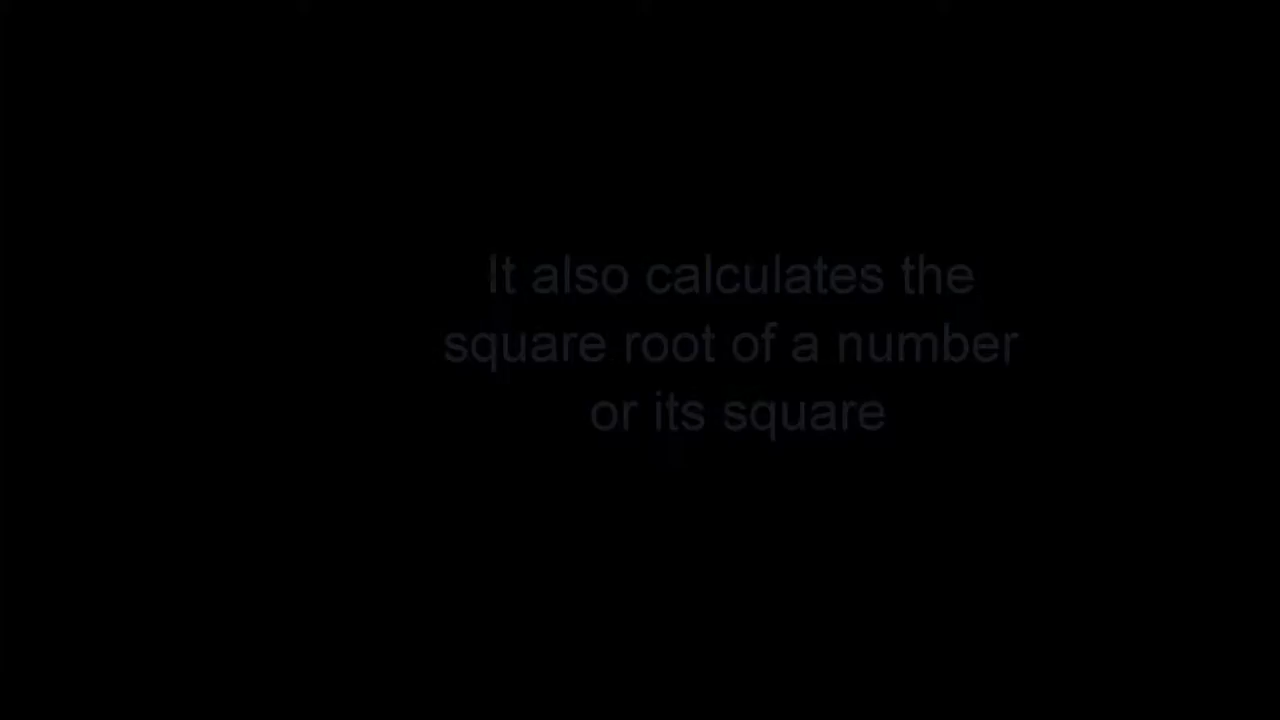 It also calculates the
square root of a number
or its square